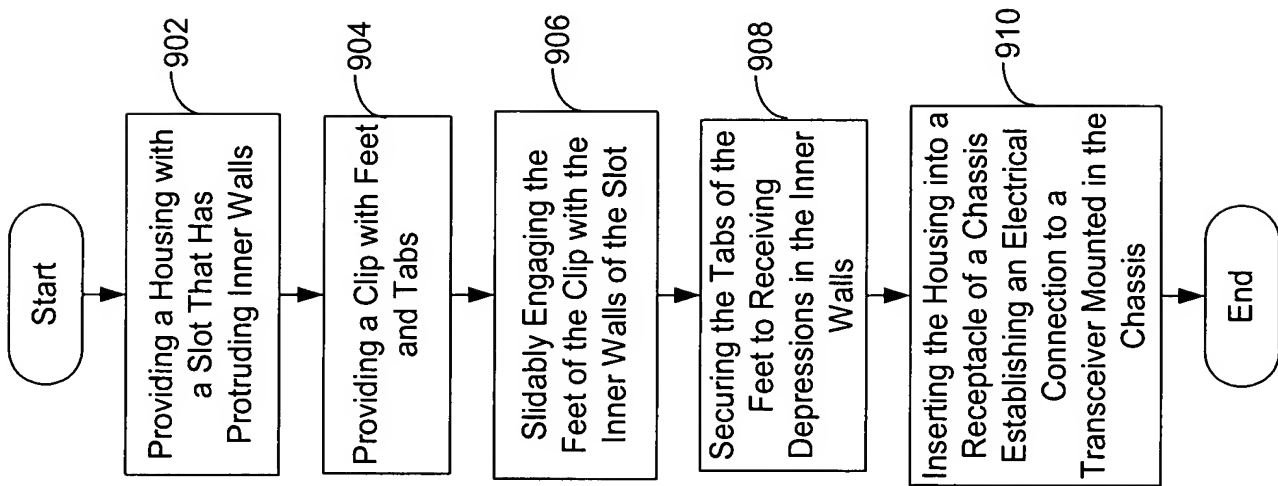 Start
902
Providing a Housing with
a Slot That Has
Protruding Inner Walls
904
Providing a Clip with Feet
and Tabs
906
Slidably Engaging the
Feet of the Clip with the
Inner Walls of the Slot
908
Securing the Tabs of the
Feet to Receiving
Depressions in the Inner
Walls
910
Inserting the Housing into a
Receptacle of a Chassis
Establishing an Electrical
Connection to a
Transceiver Mounted in the
Chassis
End